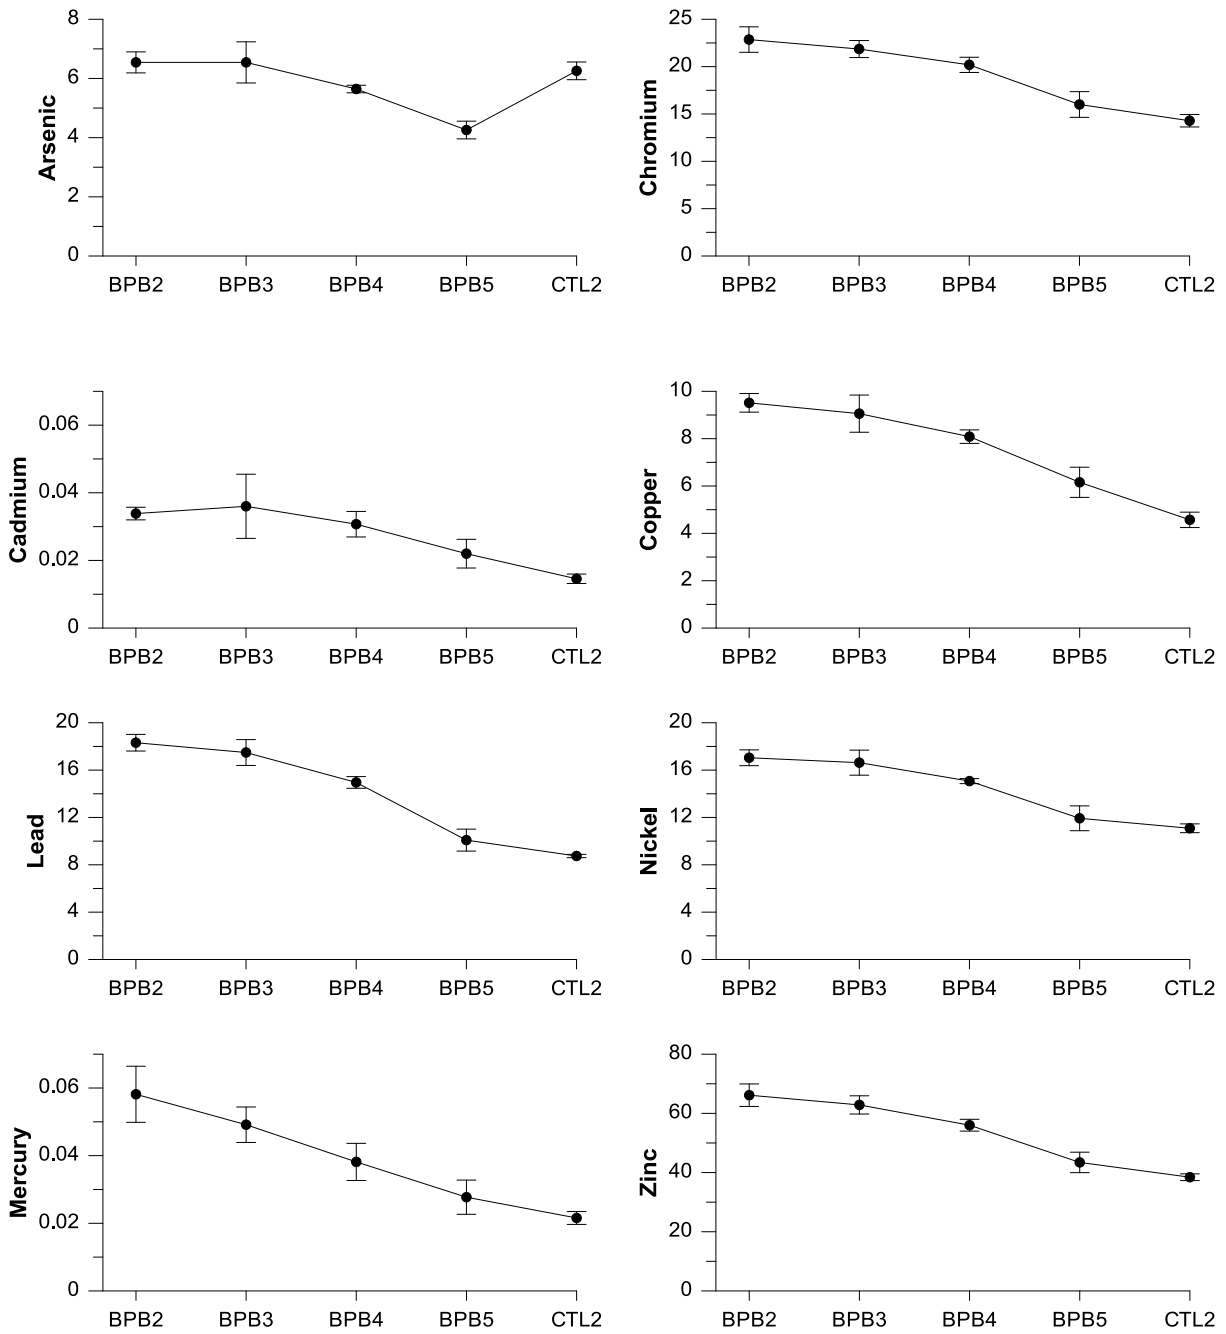 Arsenic
8
6
4
2
0
BPB2 BPB3 BPB4 BPB5 CTL2
Chromium
25
20
15
10
5
0
BPB2 BPB3 BPB4 BPB5 CTL2
Cadmium
0.06
0.04
0.02
0
BPB2 BPB3 BPB4 BPB5 CTL2
Copper
10
8
6
4
2
0
BPB2 BPB3 BPB4 BPB5 CTL2
Lead
20
16
12
8
4
0
BPB2 BPB3 BPB4 BPB5 CTL2
Nickel
20
16
12
8
4
0
BPB2 BPB3 BPB4 BPB5 CTL2
Mercury
0.06
0.04
0.02
0
BPB2 BPB3 BPB4 BPB5 CTL2
Zinc
80
60
40
20
0
BPB2 BPB3 BPB4 BPB5 CTL2